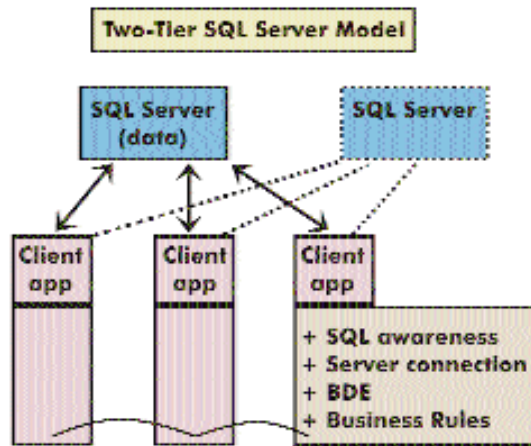 Two-Tier SQL Server Model
SQL Server
(data)
SQL Server
Client
app
Client
app
Client
app
+ SQL awareness
+ Server connection
+ BDE
+ Business Rules